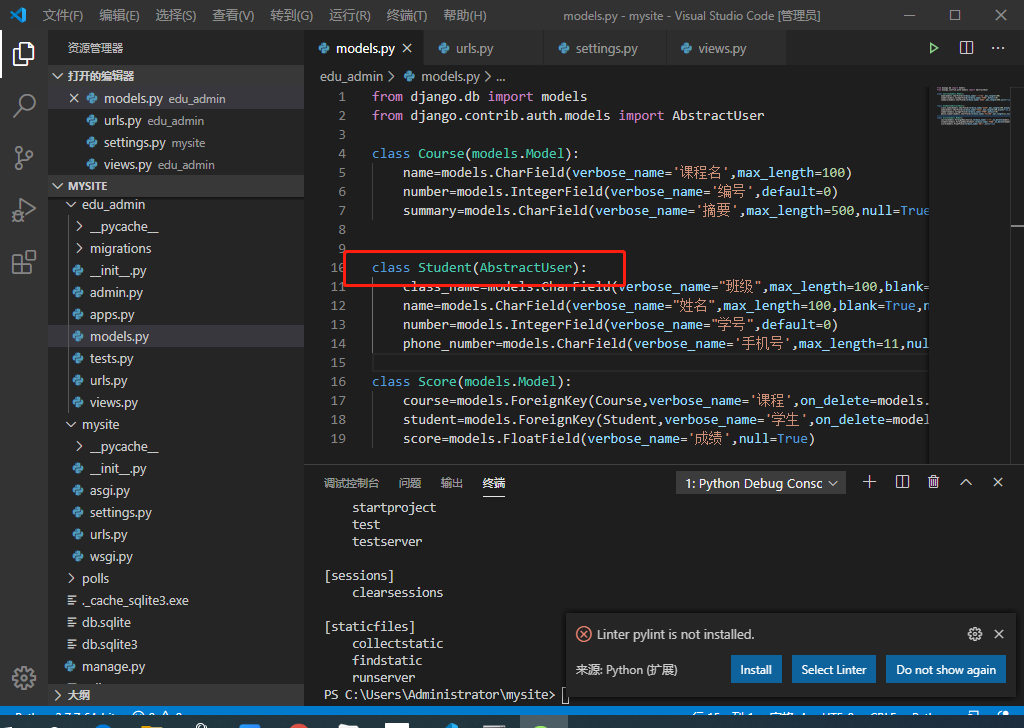 文件(F) 编辑(E) 选择(S) 查看(V) 转到(G) 运行(R) 终端(T) 帮助(H) models.py - mysite - Visual Studio Code [管理员]
资源管理器
打开的编辑器
models.py edu_admin
urls.py edu_admin
settings.py mysite
views.py edu_admin
MYSITE
edu_admin
__pycache__
migrations
__init__.py
admin.py
apps.py
models.py
tests.py
urls.py
views.py
mysite
__pycache__
__init__.py
asgi.py
settings.py
urls.py
wsgi.py
polls
._cache_sqlite3.exe
db.sqlite
db.sqlite3
manage.py
大纲
models.py urls.py settings.py views.py
edu_admin > models.py > ...
1 from django.db import models
2 from django.contrib.auth.models import AbstractUser
3
4 class Course(models.Model):
5 name=models.CharField(verbose_name='课程名',max_length=100)
6 number=models.IntegerField(verbose_name='编号',default=0)
7 summary=models.CharField(verbose_name='摘要',max_length=500,null=True
8
9
10 class Student(AbstractUser):
11 class_name=models.CharField(verbose_name="班级",max_length=100,blank=
12 name=models.CharField(verbose_name="姓名",max_length=100,blank=True,n
13 number=models.IntegerField(verbose_name="学号",default=0)
14 phone_number=models.CharField(verbose_name='手机号',max_length=11,nul
15
16 class Score(models.Model):
17 course=models.ForeignKey(Course,verbose_name='课程',on_delete=models.
18 student=models.ForeignKey(Student,verbose_name='学生',on_delete=model
19 score=models.FloatField(verbose_name='成绩',null=True)
调试控制台 问题 输出 终端 1: Python Debug Consc
startproject
test
testserver
[sessions]
clearsessions
[staticfiles]
collectstatic
findstatic
runserver
PS C:\Users\Administrator\mysite>
Linter pylint is not installed.
来源: Python (扩展)
Install Select Linter Do not show again